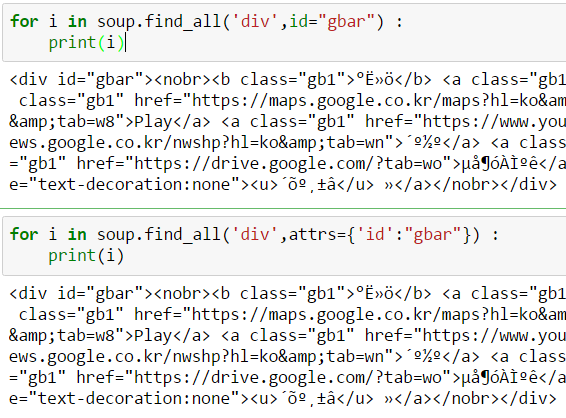 for i in soup.find_all('div',id="gbar") :
    print(i)
<div id="gbar"><nobr><b class="gb1">°Ë»ö</b> <a class="gb1
 class="gb1" href="https://maps.google.co.kr/maps?hl=ko&am
&amp;tab=w8">Play</a> <a class="gb1" href="https://www.you
ews.google.co.kr/nwshp?hl=ko&amp;tab=wn">´º½º</a> <a class
="gb1" href="https://drive.google.com/?tab=wo">µå¶óÀÌºê</a
e="text-decoration:none"><u>´õº¸±â</u> »</a></nobr></div>
for i in soup.find_all('div',attrs={'id':"gbar"}) :
    print(i)
<div id="gbar"><nobr><b class="gb1">°Ë»ö</b> <a class="gb1
 class="gb1" href="https://maps.google.co.kr/maps?hl=ko&am
&amp;tab=w8">Play</a> <a class="gb1" href="https://www.you
ews.google.co.kr/nwshp?hl=ko&amp;tab=wn">´º½º</a> <a class
="gb1" href="https://drive.google.com/?tab=wo">µå¶óÀÌºê</a
e="text-decoration:none"><u>´õº¸±â</u> »</a></nobr></div>